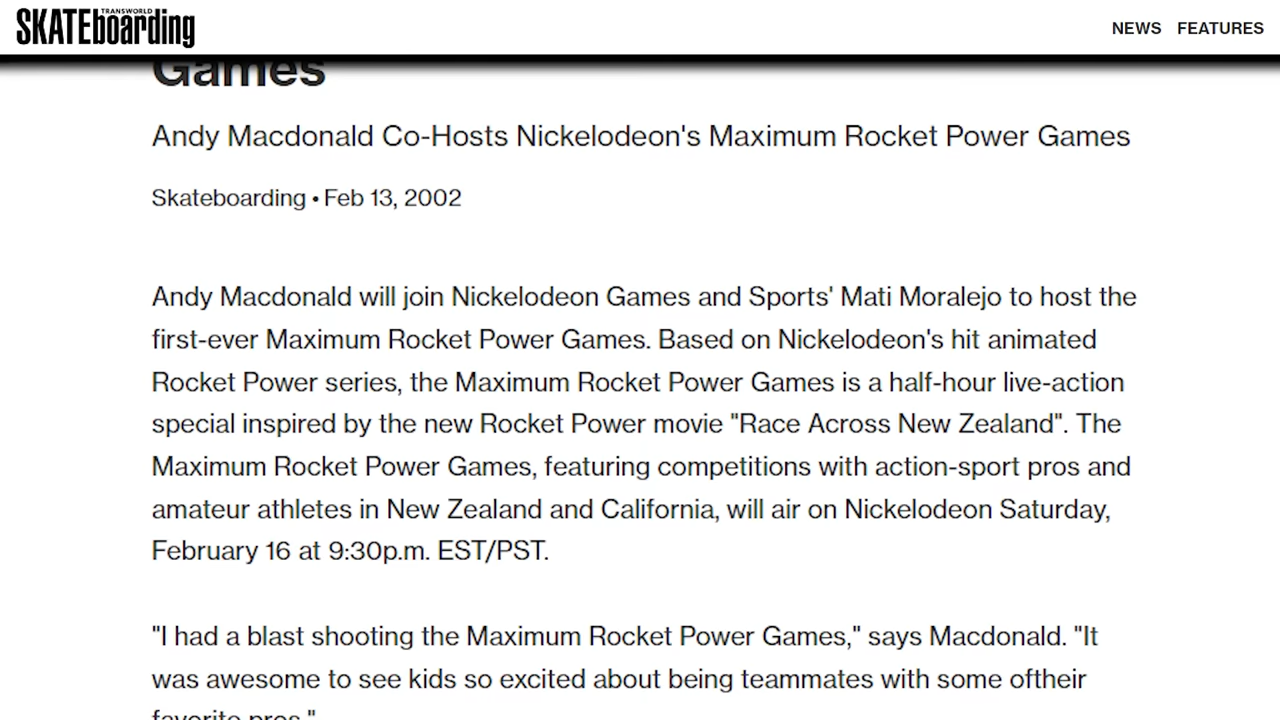 TRANSWORLD
SKATEboarding
NEWS FEATURES
Games
Andy Macdonald Co-Hosts Nickelodeon's Maximum Rocket Power Games
Skateboarding • Feb 13, 2002
Andy Macdonald will join Nickelodeon Games and Sports' Mati Moralejo to host the
first-ever Maximum Rocket Power Games. Based on Nickelodeon's hit animated
Rocket Power series, the Maximum Rocket Power Games is a half-hour live-action
special inspired by the new Rocket Power movie "Race Across New Zealand". The
Maximum Rocket Power Games, featuring competitions with action-sport pros and
amateur athletes in New Zealand and California, will air on Nickelodeon Saturday,
February 16 at 9:30p.m. EST/PST.
"I had a blast shooting the Maximum Rocket Power Games," says Macdonald. "It
was awesome to see kids so excited about being teammates with some oftheir
favorite pros."